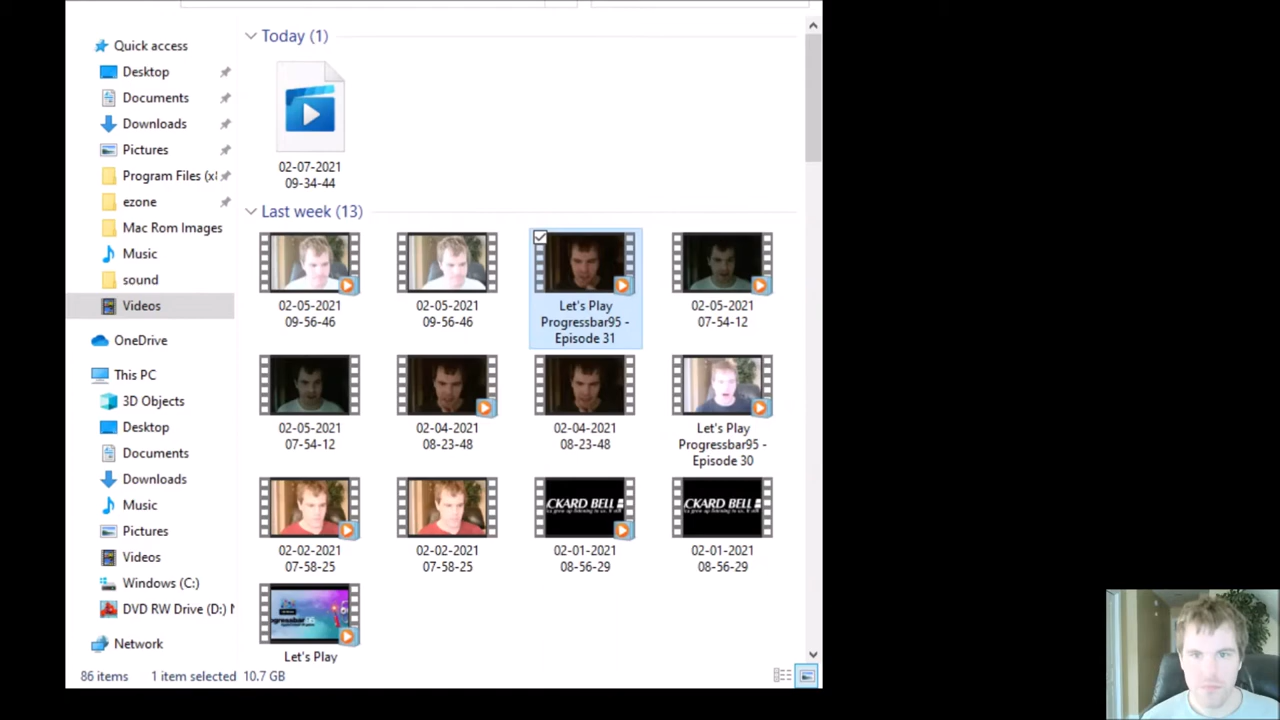 Quick access
Desktop
Documents
Downloads
Pictures
Program Files (x
ezone
Mac Rom Images
Music
sound
Videos
OneDrive
This PC
3D Objects
Desktop
Documents
Downloads
Music
Pictures
Videos
Windows (C:)
DVD RW Drive (D:)
Network
Today (1)
02-07-2021
09-34-44
Last week (13)
02-05-2021
09-56-46
02-05-2021
09-56-46
Let's Play
Progressbar95 -
Episode 31
02-05-2021
07-54-12
02-05-2021
07-54-12
02-04-2021
08-23-48
02-04-2021
08-23-48
Let's Play
Progressbar95 -
Episode 30
02-02-2021
07-58-25
02-02-2021
07-58-25
CKARD BELL
02-01-2021
08-56-29
CKARD BELL
02-01-2021
08-56-29
Let's Play
86 items 1 item selected 10.7 GB